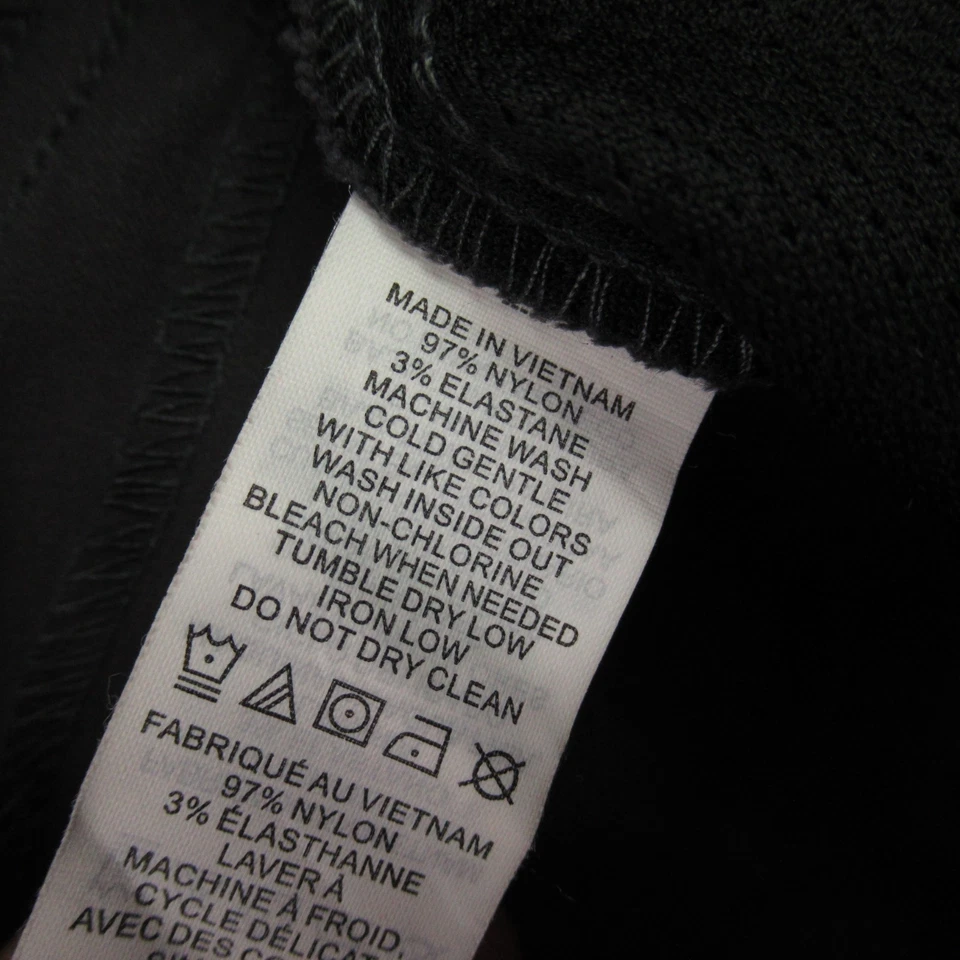 MADE IN VIETNAM
97% NYLON
3% ELASTANE
MACHINE WASH
COLD GENTLE
WITH LIKE COLORS
WASH INSIDE OUT
NON-CHLORINE
BLEACH WHEN NEEDED
TUMBLE DRY LOW
IRON LOW
DO NOT DRY CLEAN
FABRIQUÉ AU VIETNAM
97% NYLON
3% ÉLASTHANNE
LAVER À
MACHINE À FROID,
CYCLE DÉLICAT
AVEC DES